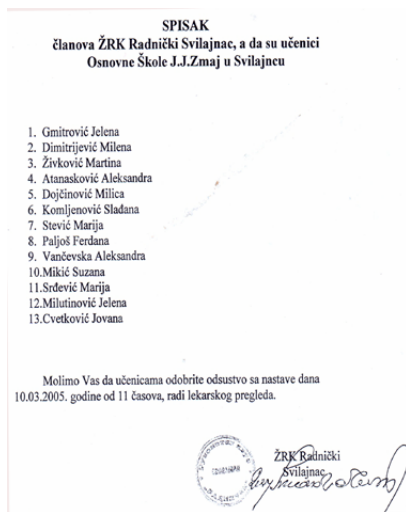 SPISAK
članova ŽRK Radnički Svilajnac, a da su učenici
Osnovne Škole J.J.Zmaj u Svilajncu
1. Gmitrović Jelena
2. Dimitrijević Milena
3. Živković Martina
4. Atanasković Aleksandra
5. Dojčinović Milica
6. Komljenović Slađana
7. Stević Marija
8. Paljoš Ferdana
9. Vančevska Aleksandra
10.Mikić Suzana
11.Srđević Marija
12.Milutinović Jelena
13.Cvetković Jovana
Molimo Vas da učenicama odobrite odsustvo sa nastave dana
10.03.2005. godine od 11 časova, radi lekarskog pregleda.
ŽRK Radnički
Svilajnac